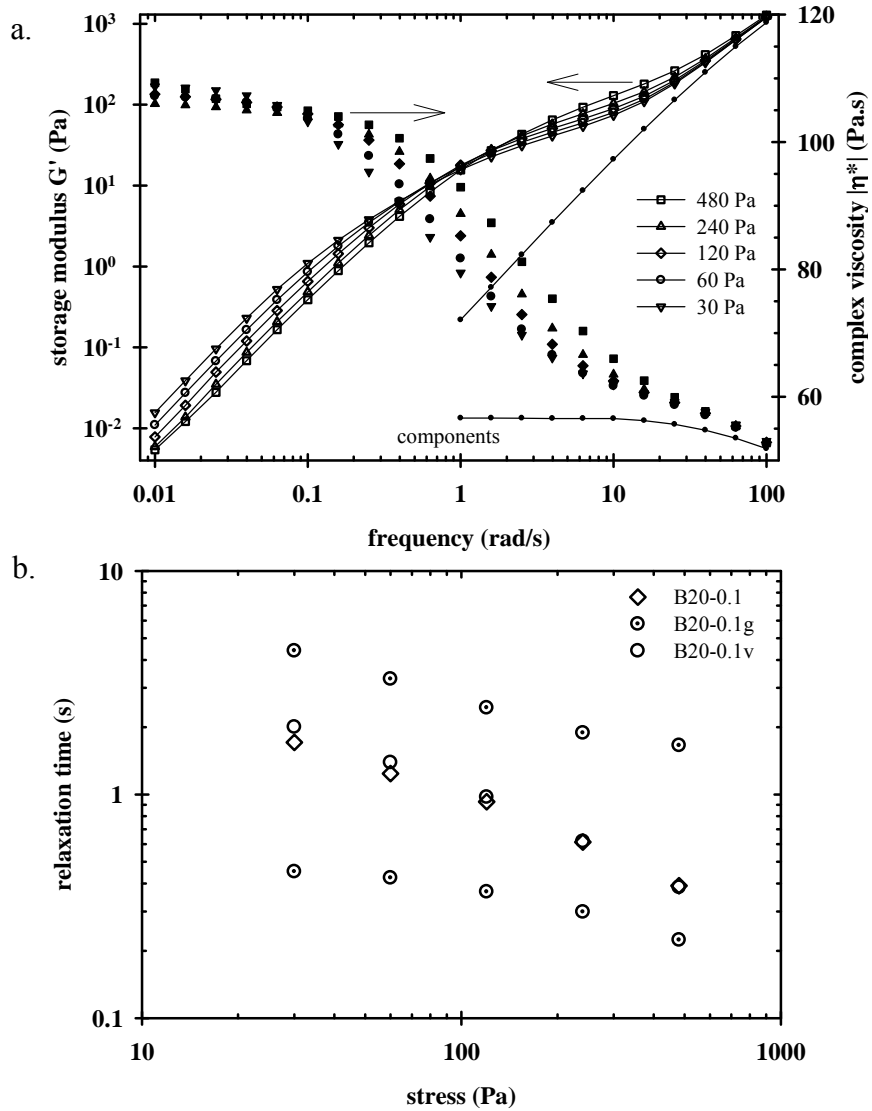 a.
storage modulus G' (Pa)
10³
10²
10¹
10⁰
10⁻¹
10⁻²
120
100
80
60
complex viscosity |η*| (Pa.s)
480 Pa
240 Pa
120 Pa
60 Pa
30 Pa
components
0.01 0.1 1 10 100
frequency (rad/s)
b.
relaxation time (s)
10
1
0.1
B20-0.1
B20-0.1g
B20-0.1v
10 100 1000
stress (Pa)